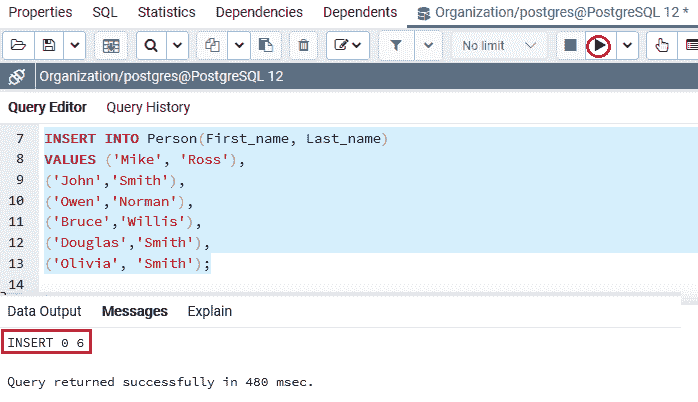 Properties SQL Statistics Dependencies Dependents Organization/postgres@PostgreSQL 12 *
No limit
Organization/postgres@PostgreSQL 12
Query Editor Query History
7 INSERT INTO Person(First_name, Last_name)
8 VALUES ('Mike', 'Ross'),
9 ('John','Smith'),
10 ('Owen','Norman'),
11 ('Bruce','Willis'),
12 ('Douglas','Smith'),
13 ('Olivia', 'Smith');
14
Data Output Messages Explain
INSERT 0 6
Query returned successfully in 480 msec.